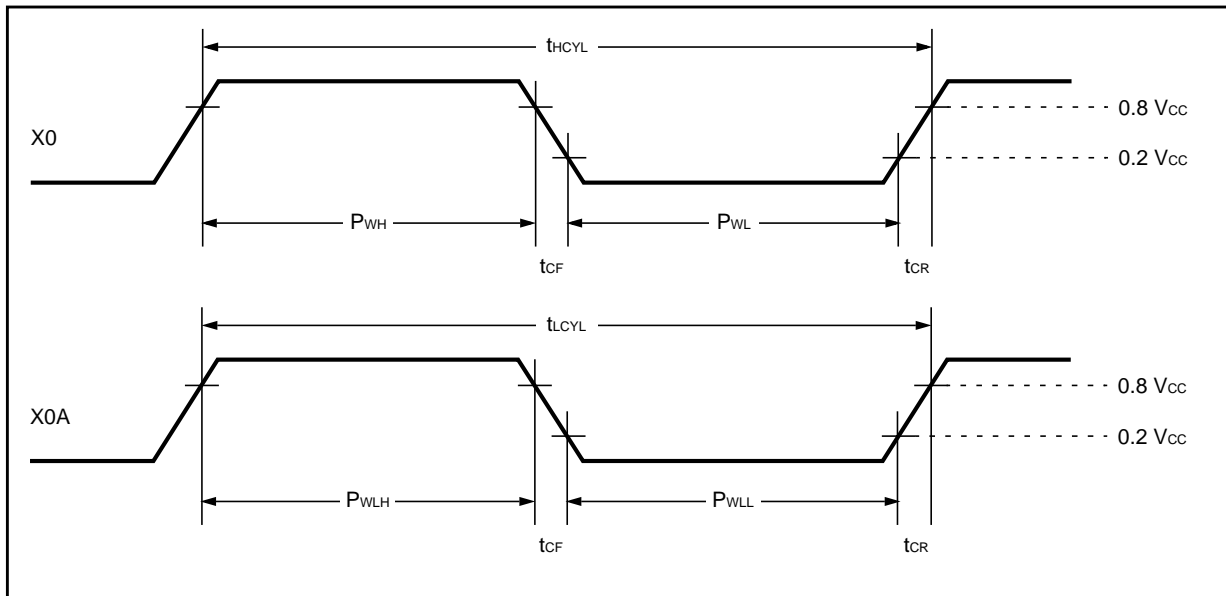 tHCYL
X0
0.8 VCC
0.2 VCC
PWH
PWL
tCF
tCR
tLCYL
X0A
0.8 VCC
0.2 VCC
PWLH
PWLL
tCF
tCR